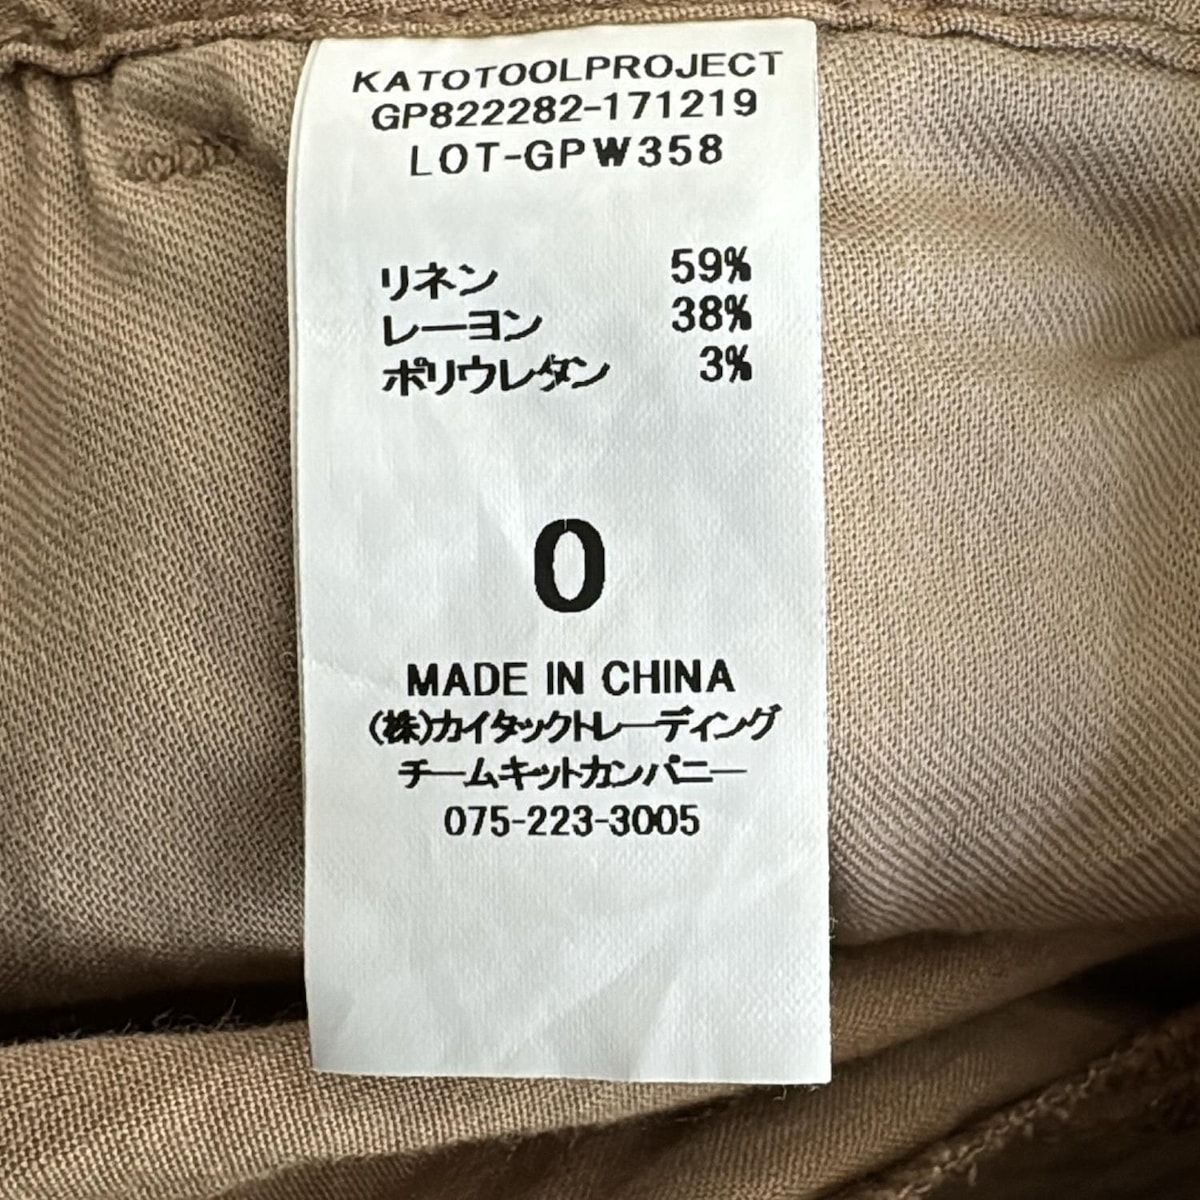 KATOTOOLPROJECT
GP822282-171219
LOT-GPW358
リネン 59%
レーヨン 38%
ポリウレタン 3%
0
MADE IN CHINA
(株)カイタックトレーディング
チームキットカンパニー
075-223-3005